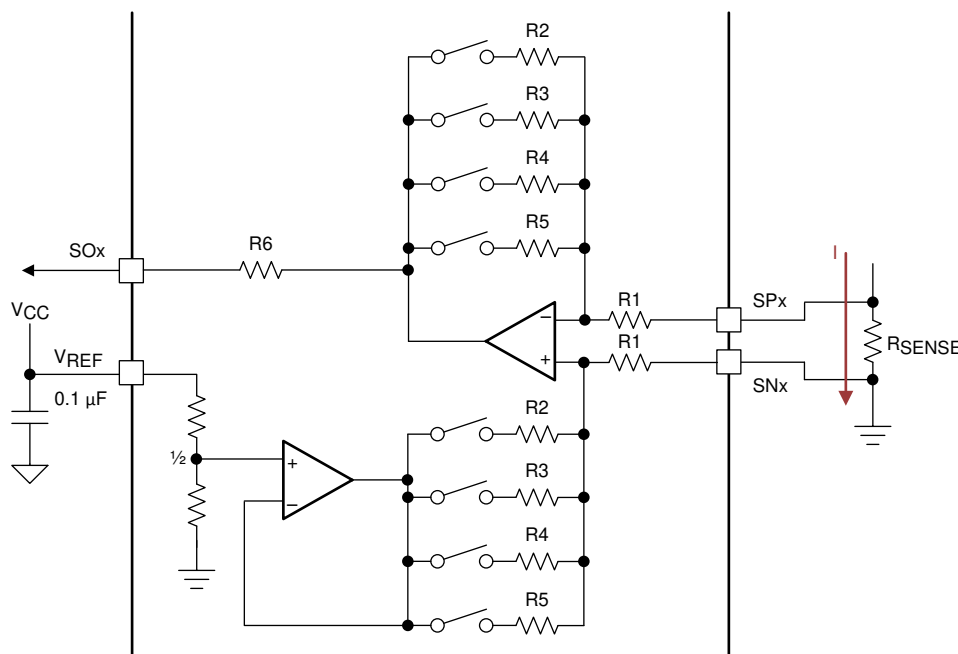 R2
R3
R4
R5
SOx
R6
I
VCC
R1
SPx
VREF
−
R1
RSENSE
0.1 µF
+
SNx
R2
½
+
R3
−
R4
R5